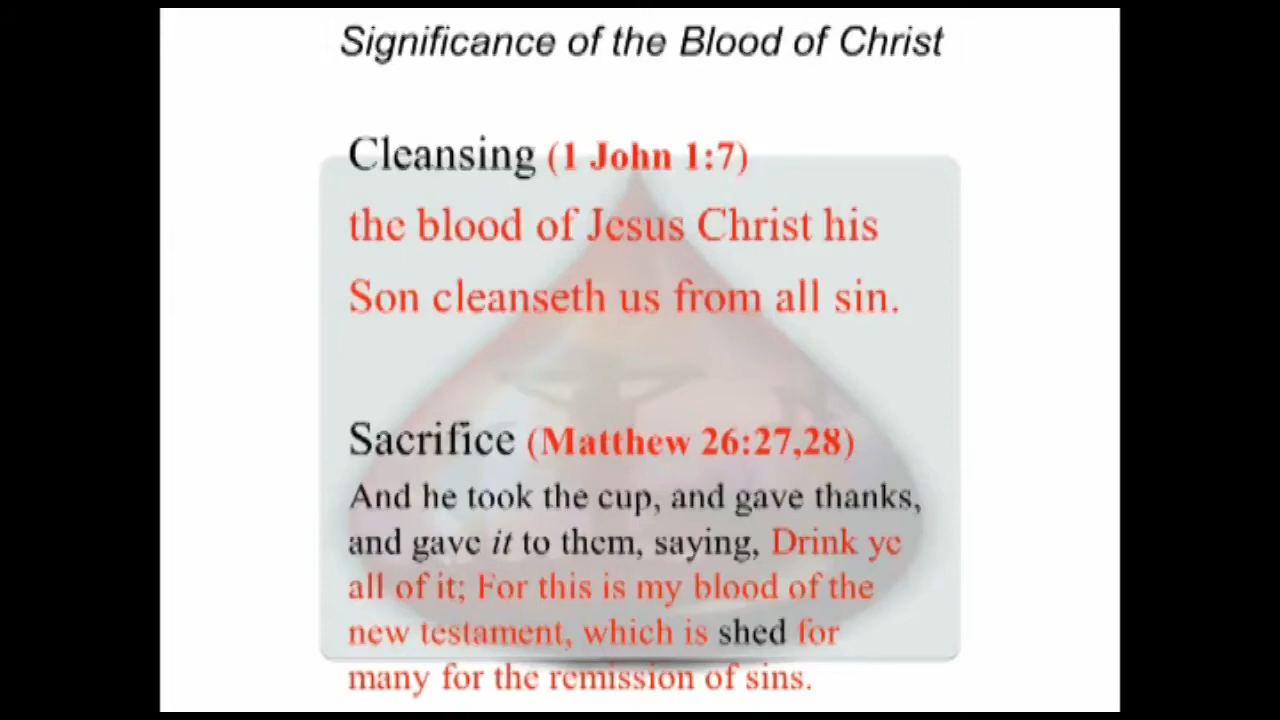 Significance of the Blood of Christ
Cleansing (1 John 1:7)
the blood of Jesus Christ his
Son cleanseth us from all sin.
Sacrifice (Matthew 26:27,28)
And he took the cup, and gave thanks,
and gave it to them, saying, Drink ye
all of it; For this is my blood of the
new testament, which is shed for
many for the remission of sins.